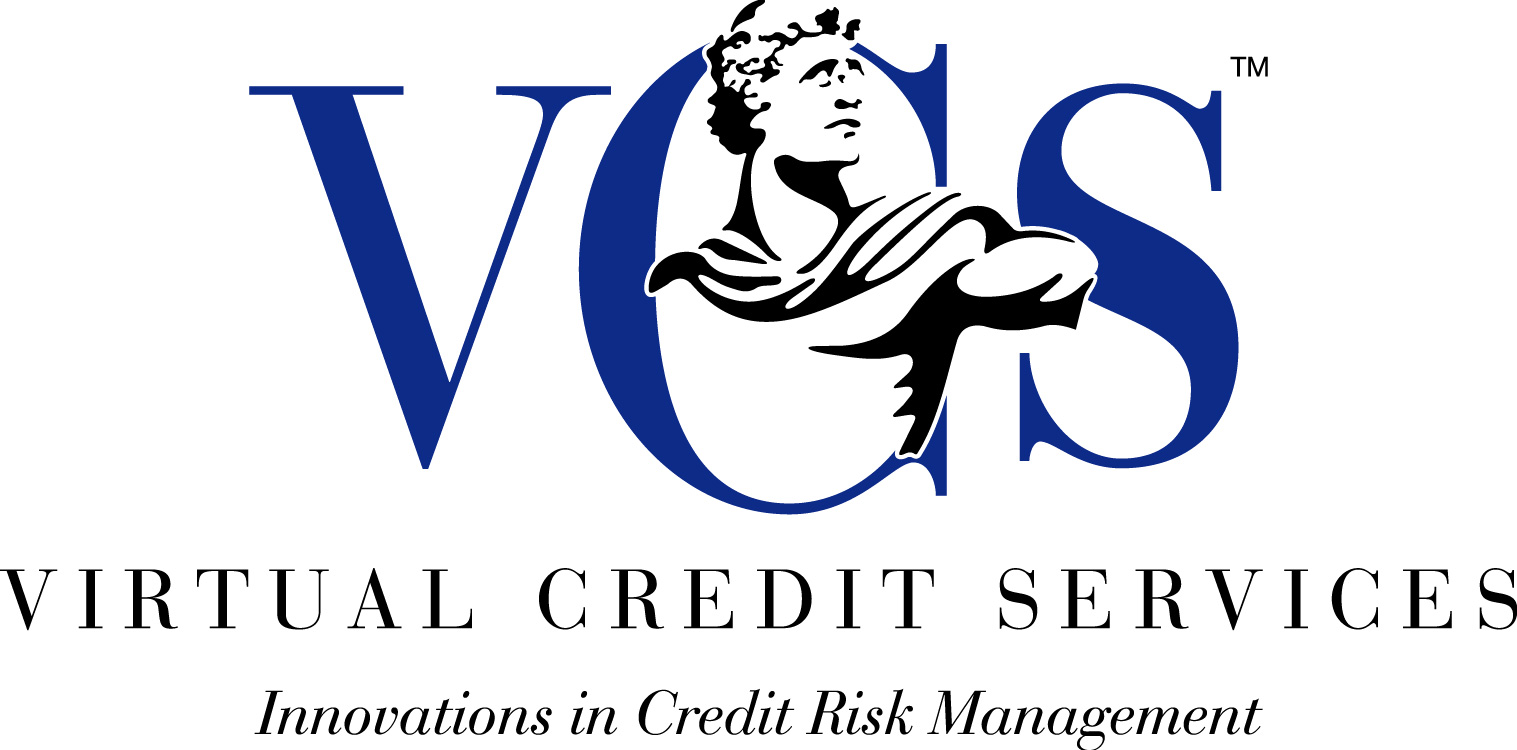 VCS™
VIRTUAL CREDIT SERVICES
Innovations in Credit Risk Management